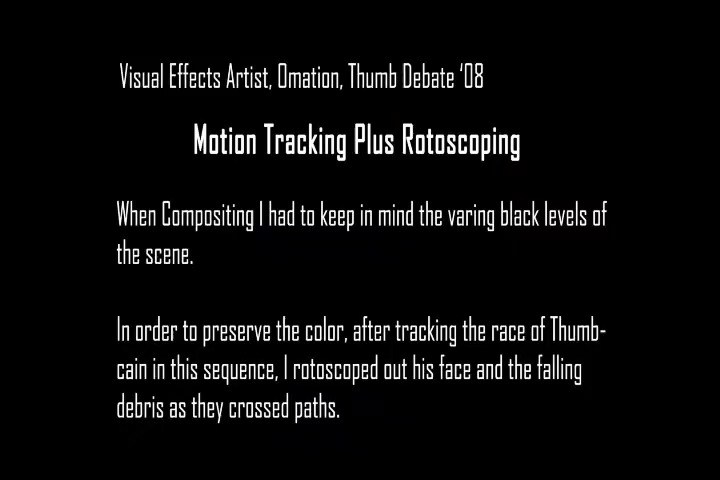 Visual Effects Artist, Omation, Thumb Debate ‘08
Motion Tracking Plus Rotoscoping
When Compositing I had to keep in mind the varing black levels of
the scene.
In order to preserve the color, after tracking the race of Thumb-
cain in this sequence, I rotoscoped out his face and the falling
debris as they crossed paths.